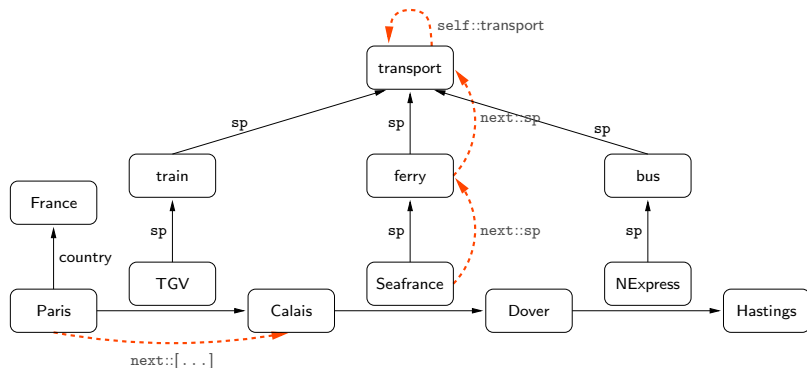 self::transport
transport
next::sp
sp
sp
sp
train
ferry
bus
France
sp
sp
next::sp
sp
country
TGV
Seafrance
NExpress
Paris
Calais
Dover
Hastings
next::[...]